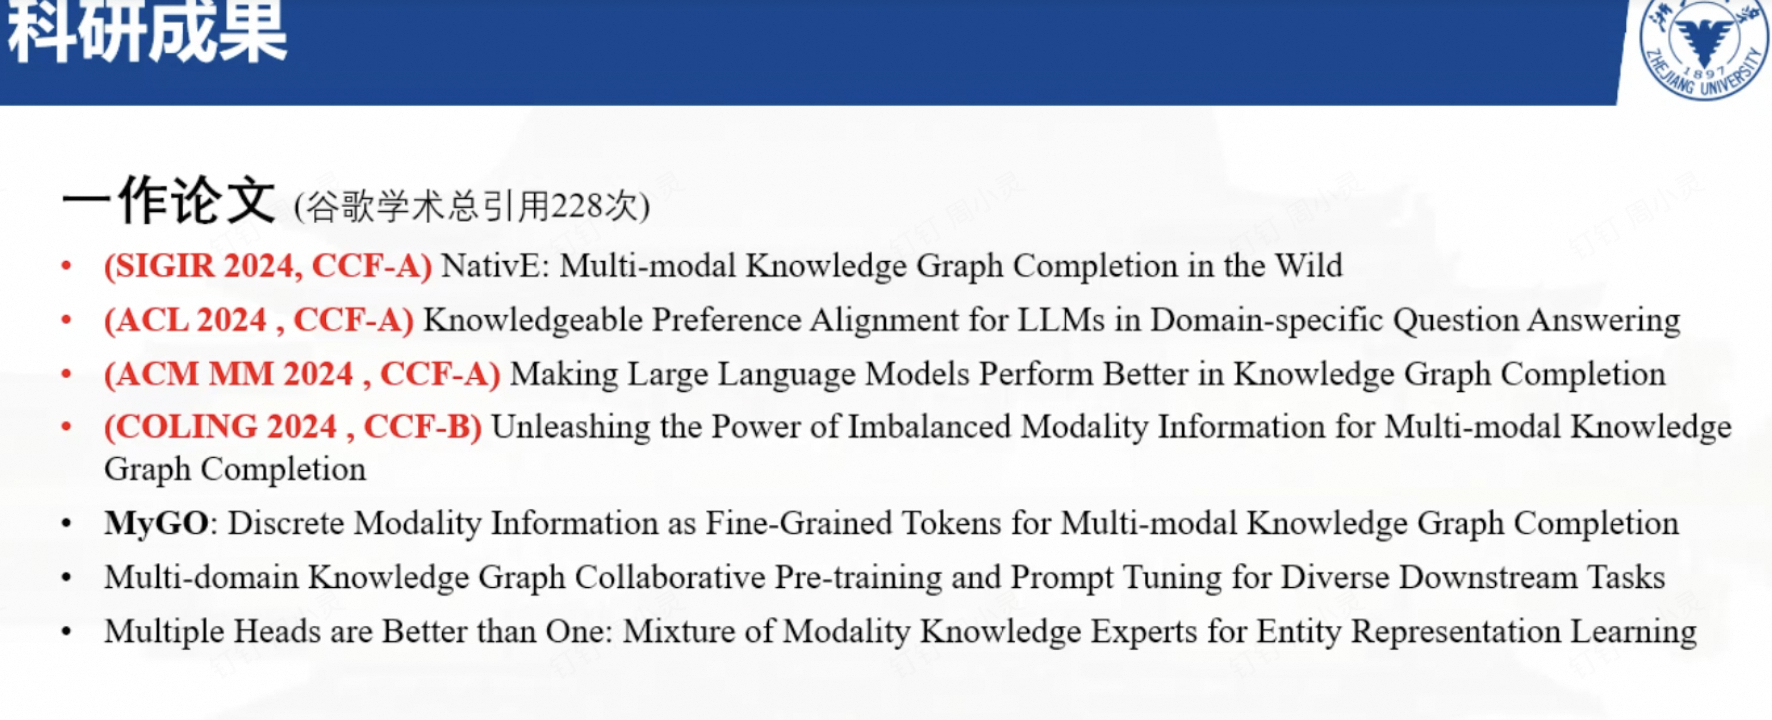 科研成果
ZHEJIANG UNIVERSITY
1897
一作论文 (谷歌学术总引用228次)
• (SIGIR 2024, CCF-A) NativE: Multi-modal Knowledge Graph Completion in the Wild
• (ACL 2024 , CCF-A) Knowledgeable Preference Alignment for LLMs in Domain-specific Question Answering
• (ACM MM 2024 , CCF-A) Making Large Language Models Perform Better in Knowledge Graph Completion
• (COLING 2024 , CCF-B) Unleashing the Power of Imbalanced Modality Information for Multi-modal Knowledge
Graph Completion
• MyGO: Discrete Modality Information as Fine-Grained Tokens for Multi-modal Knowledge Graph Completion
• Multi-domain Knowledge Graph Collaborative Pre-training and Prompt Tuning for Diverse Downstream Tasks
• Multiple Heads are Better than One: Mixture of Modality Knowledge Experts for Entity Representation Learning